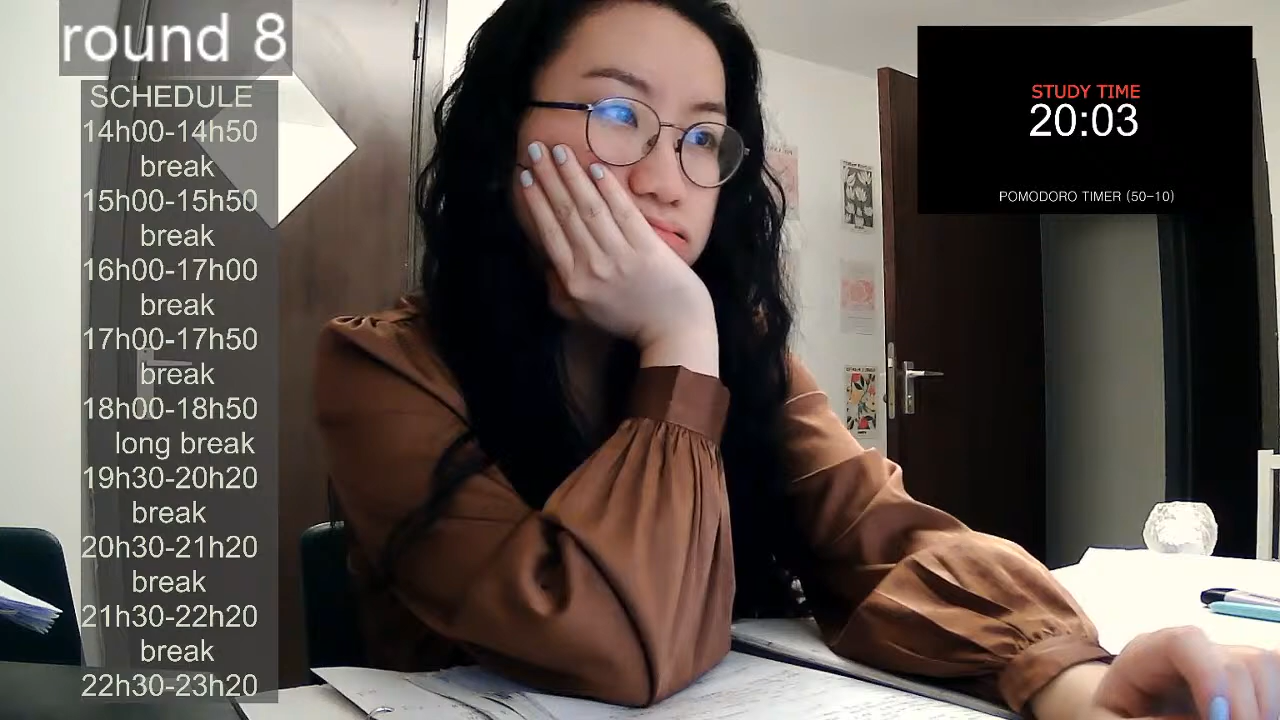 round 8
SCHEDULE
14h00-14h50
break
15h00-15h50
break
16h00-17h00
break
17h00-17h50
break
18h00-18h50
long break
19h30-20h20
break
20h30-21h20
break
21h30-22h20
break
22h30-23h20
STUDY TIME
20:03
POMODORO TIMER (50-10)